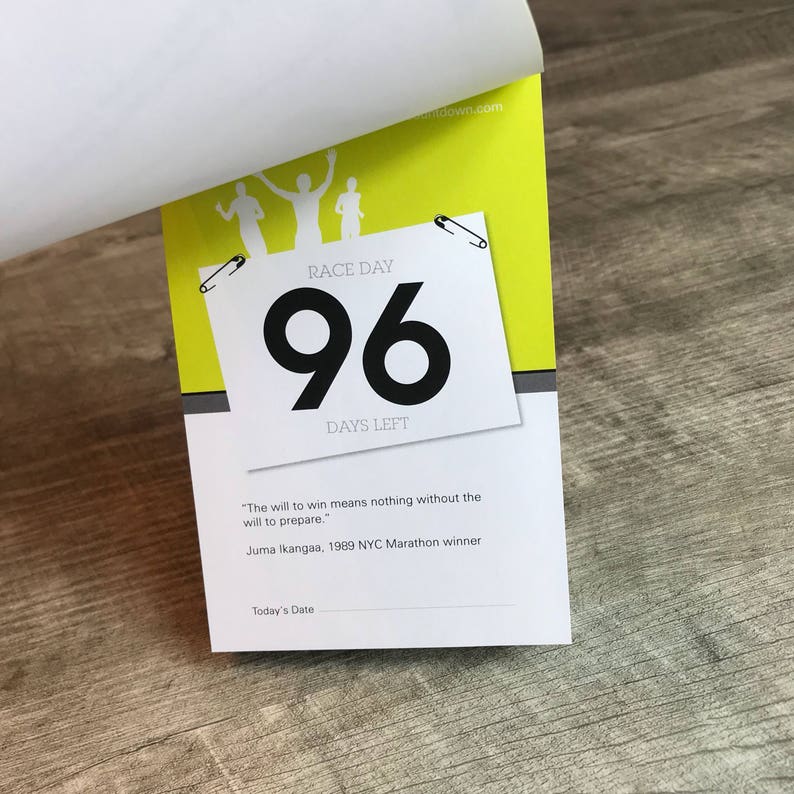 RACE DAY
96
DAYS LEFT
“The will to win means nothing without the
will to prepare.”
Juma Ikangaa, 1989 NYC Marathon winner
Today’s Date